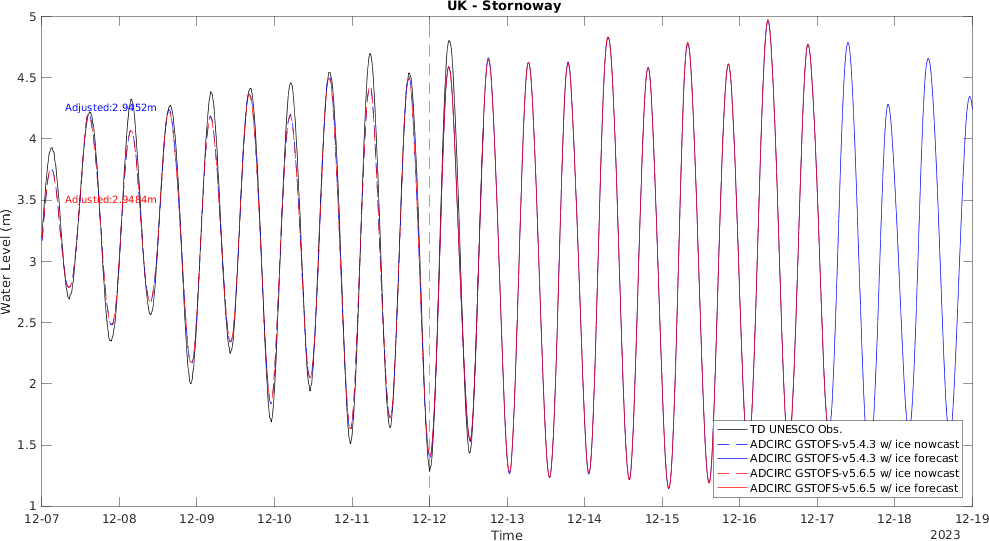 UK - Stornoway
Water Level (m)
5
4.5
4
3.5
3
2.5
2
1.5
1
Adjusted:2.9452m
Adjusted:2.9484m
TD UNESCO Obs.
ADCIRC GSTOFS-v5.4.3 w/ ice nowcast
ADCIRC GSTOFS-v5.4.3 w/ ice forecast
ADCIRC GSTOFS-v5.6.5 w/ ice nowcast
ADCIRC GSTOFS-v5.6.5 w/ ice forecast
12-07 12-08 12-09 12-10 12-11 12-12 12-13 12-14 12-15 12-16 12-17 12-18 12-19
Time
2023